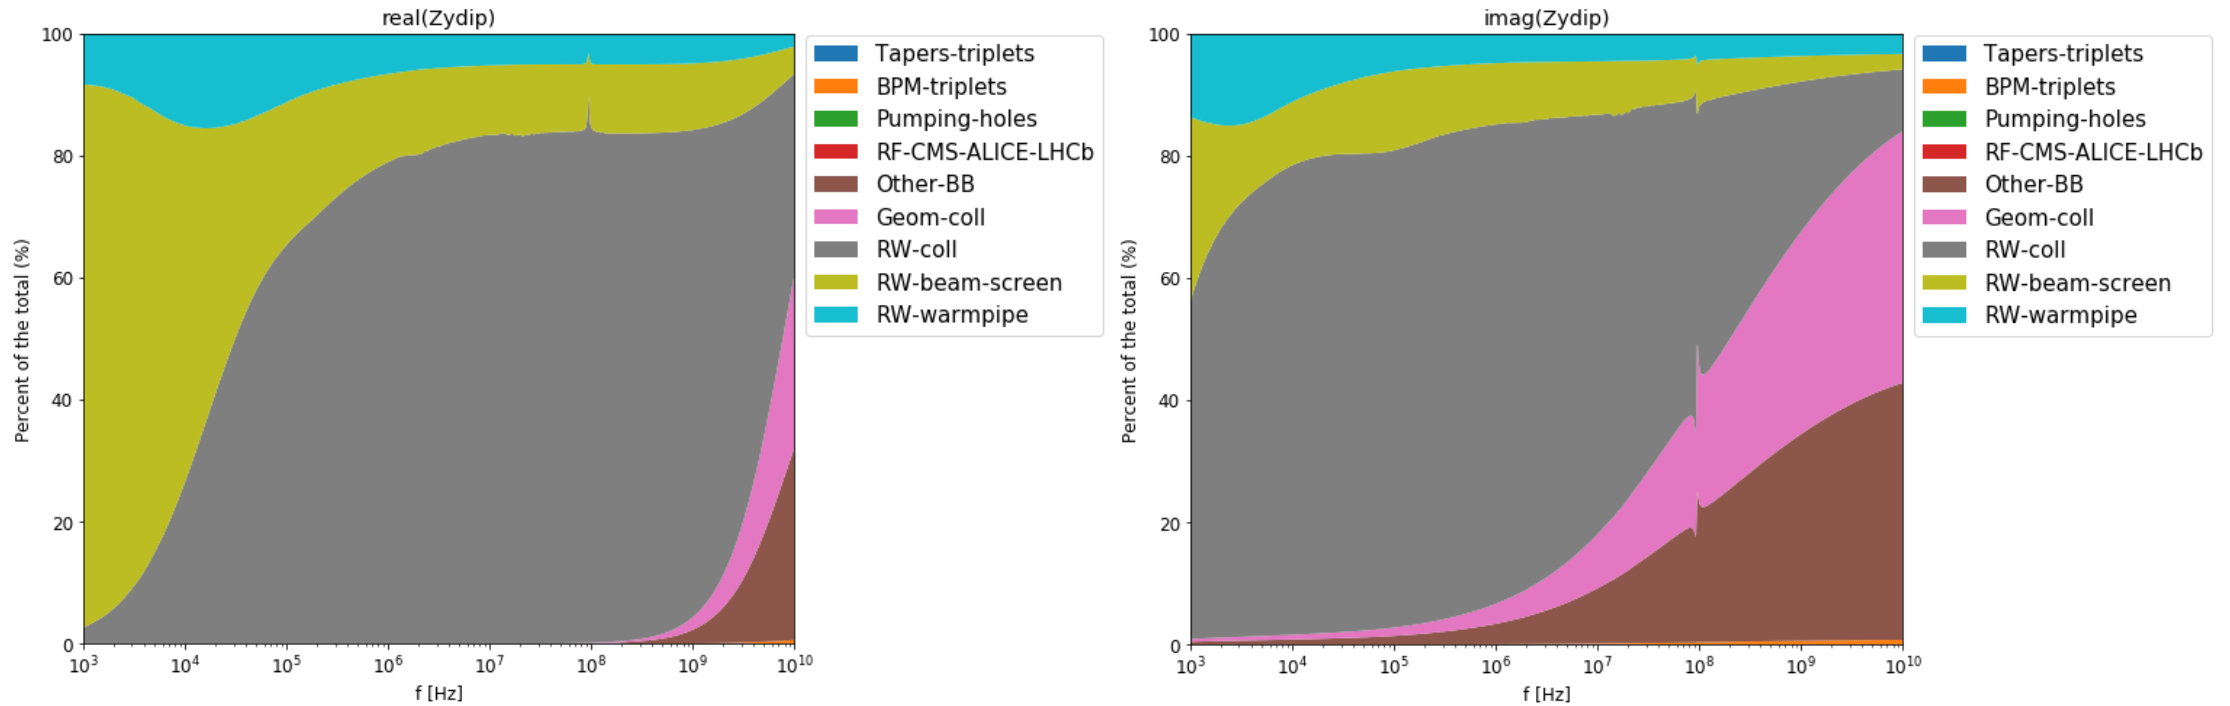 real(Zydip)
100
80
60
40
20
0
Percent of the total (%)
10³ 10⁴ 10⁵ 10⁶ 10⁷ 10⁸ 10⁹ 10¹⁰
f [Hz]
Tapers-triplets
BPM-triplets
Pumping-holes
RF-CMS-ALICE-LHCb
Other-BB
Geom-coll
RW-coll
RW-beam-screen
RW-warmpipe
imag(Zydip)
100
80
60
40
20
0
Percent of the total (%)
10³ 10⁴ 10⁵ 10⁶ 10⁷ 10⁸ 10⁹ 10¹⁰
f [Hz]
Tapers-triplets
BPM-triplets
Pumping-holes
RF-CMS-ALICE-LHCb
Other-BB
Geom-coll
RW-coll
RW-beam-screen
RW-warmpipe